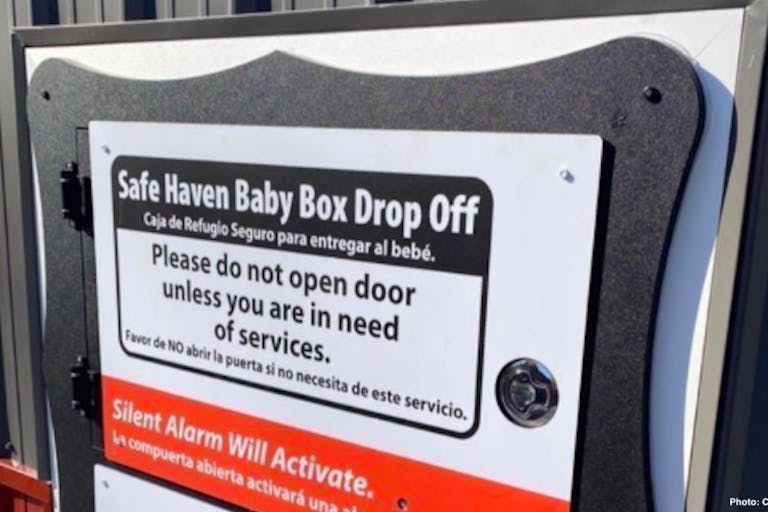 Safe Haven Baby Box Drop Off
Caja de Refugio Seguro para entregar al bebé.
Please do not open door
unless you are in need
of services.
Favor de NO abrir la puerta si no necesita de este servicio.
Silent Alarm Will Activate.
La compuerta abierta activará una
Photo: